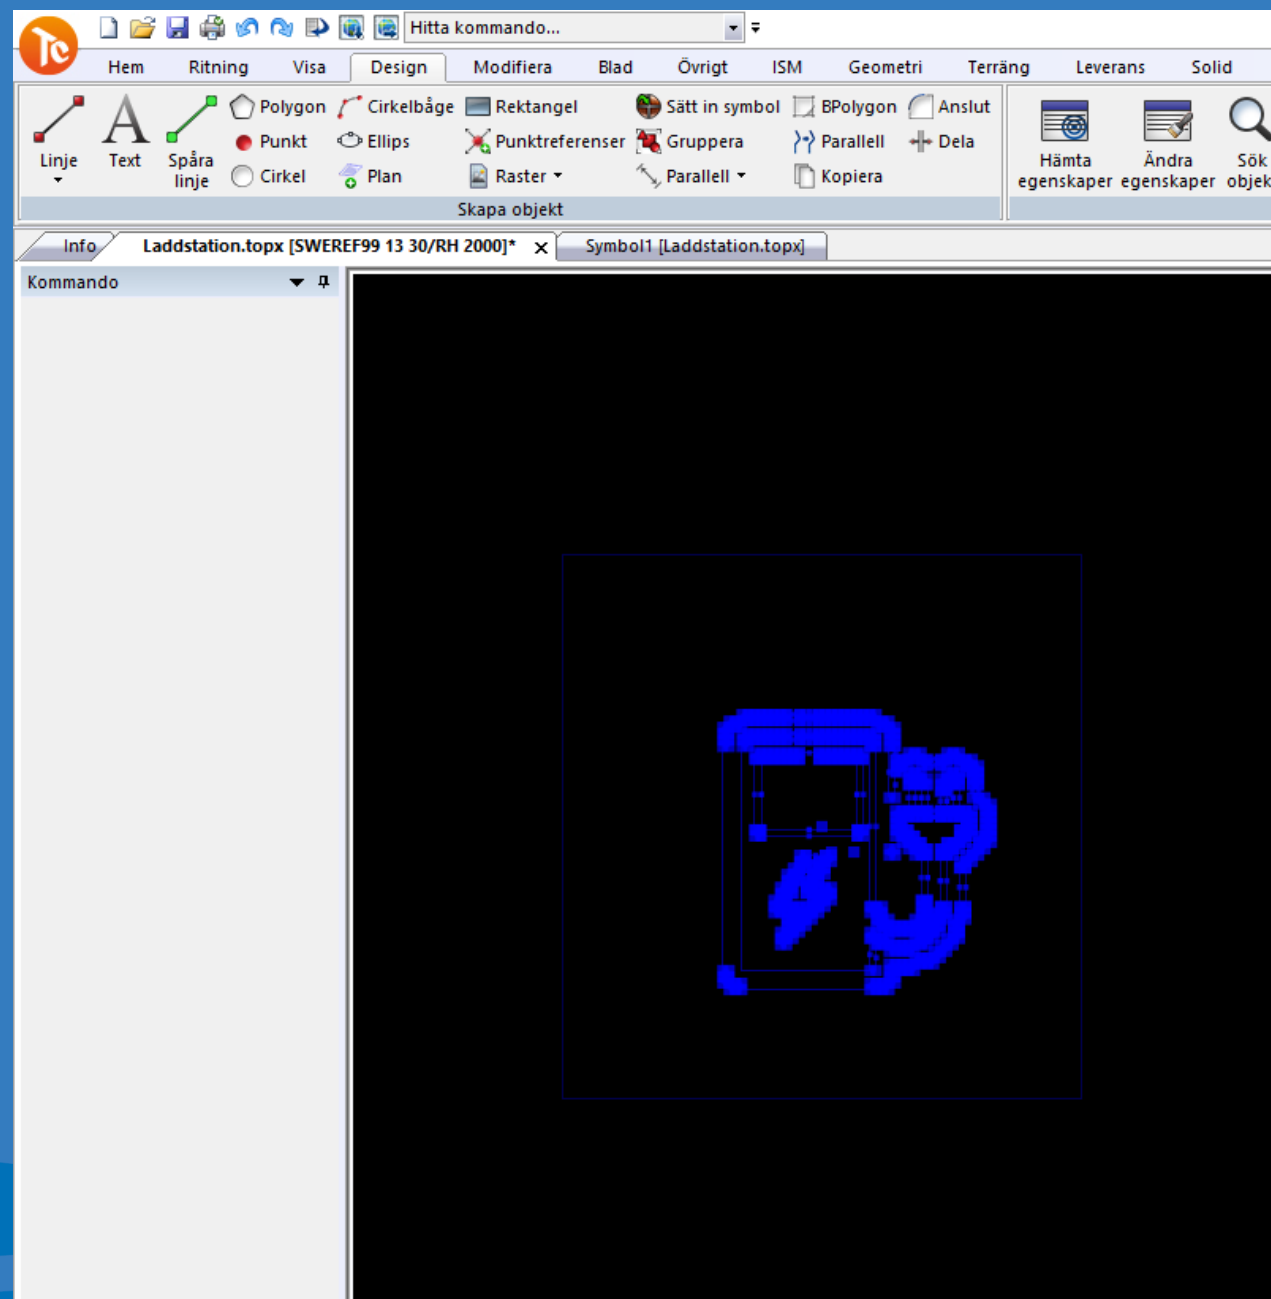 Tc
Hitta kommando...
Hem Ritning Visa Design Modifiera Blad Övrigt ISM Geometri Terräng Leverans Solid
Linje
Text
Spåra linje
Polygon Cirkelbåge Rektangel Sätt in symbol BPolygon Anslut
Punkt Ellips Punktreferenser Gruppera Parallell Dela
Cirkel Plan Raster Parallell Kopiera
Hämta egenskaper
Ändra egenskaper
Sök objek
Skapa objekt
Info Laddstation.topx [SWEREF99 13 30/RH 2000]* x Symbol1 [Laddstation.topx]
Kommando